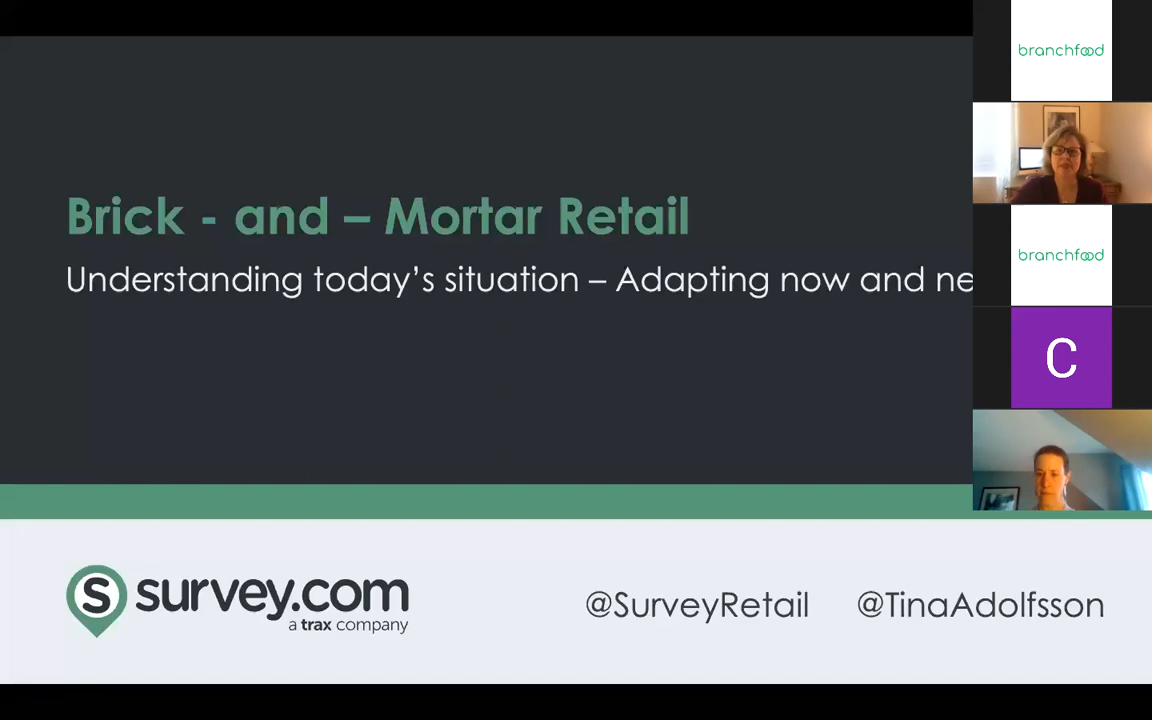 Brick - and – Mortar Retail
Understanding today's situation – Adapting now and ne
survey.com
a trax company
@SurveyRetail @TinaAdolfsson
branchfood
branchfood
C